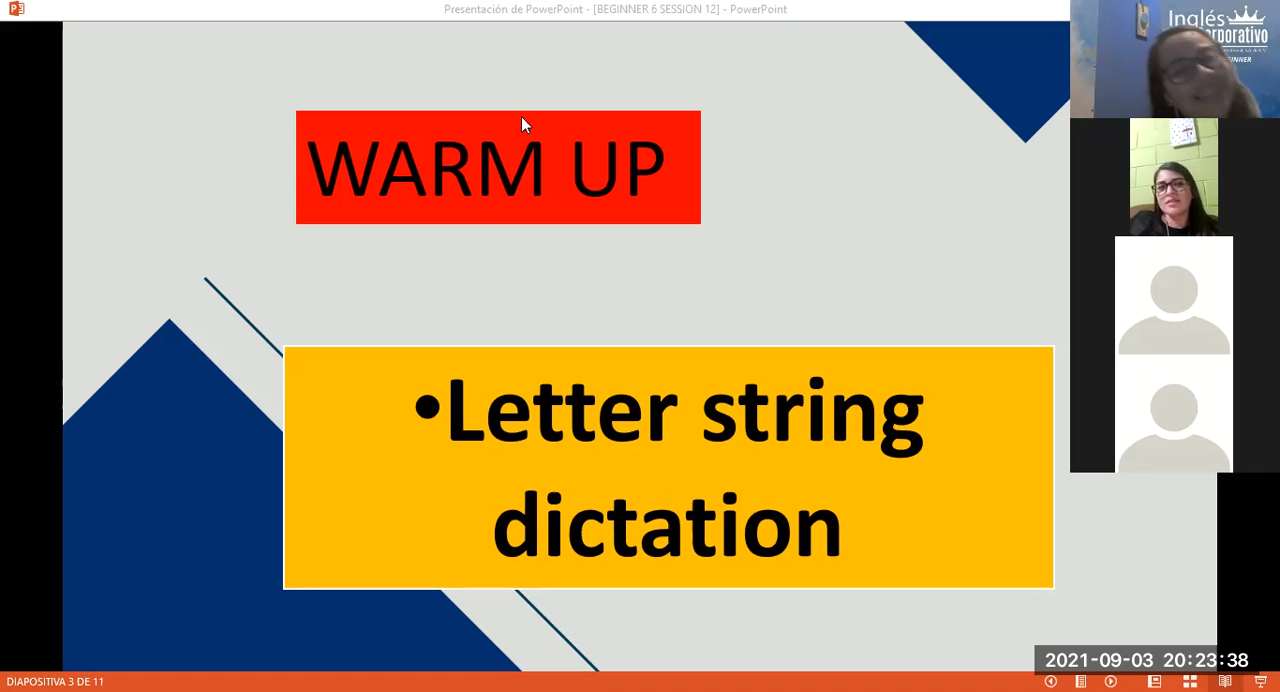 Presentación de PowerPoint - [BEGINNER 6 SESSION 12] - PowerPoint
Inglés
WARM UP
•Letter string
dictation
2021-09-03 20:23:38
DIAPOSITIVA 3 DE 11